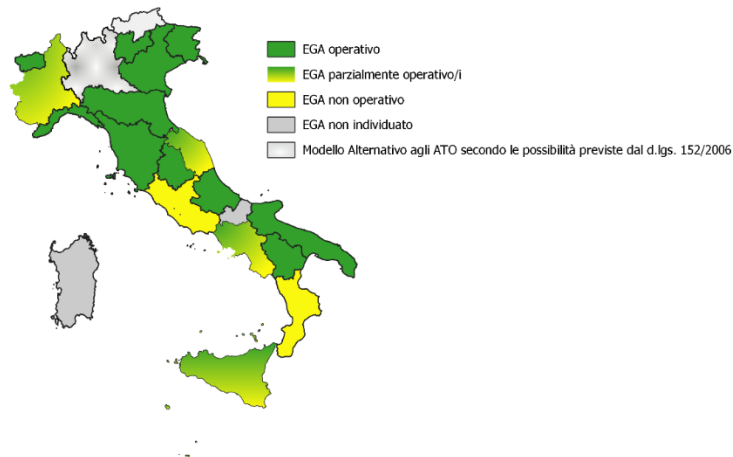 EGA operativo
EGA parzialmente operativo/i
EGA non operativo
EGA non individuato
Modello Alternativo agli ATO secondo le possibilità previste dal d.lgs. 152/2006